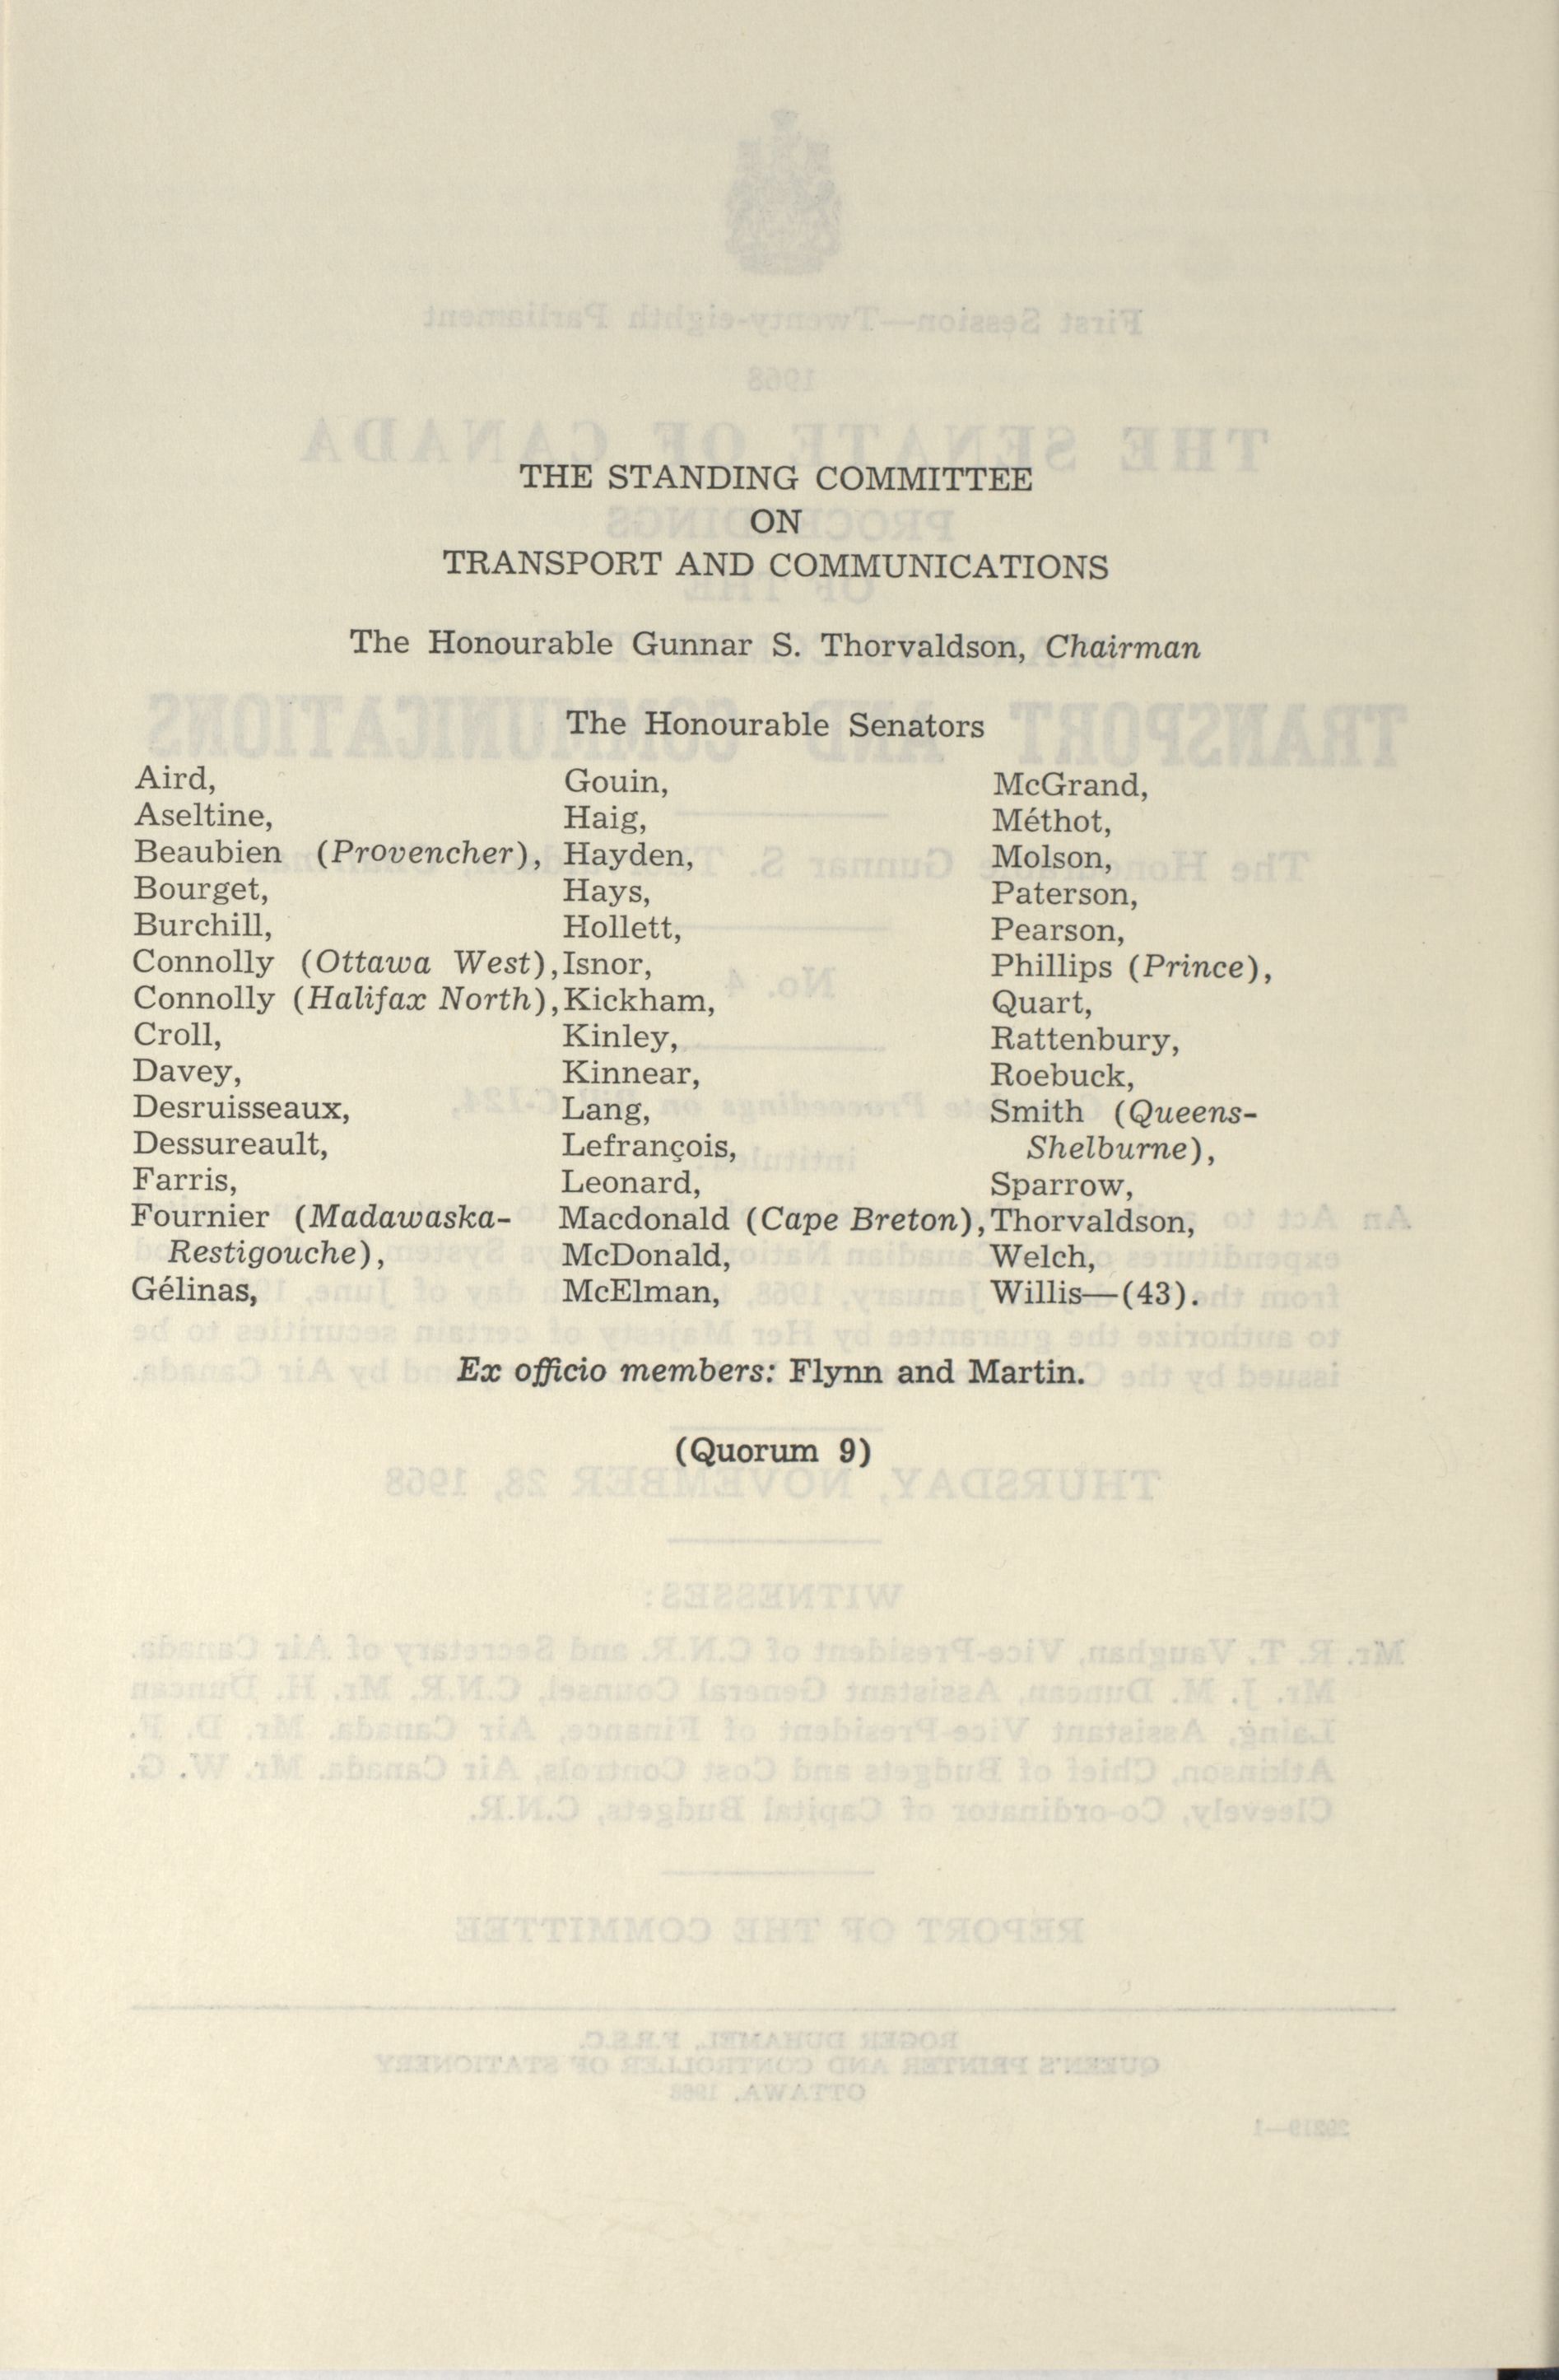 THE STANDING COMMITTEE
ON
TRANSPORT AND COMMUNICATIONS
The Honourable Gunnar S. Thorvaldson, Chairman
The Honourable Senators
Aird,
Aseltine,
Beaubien (Provencher),
Bourget,
Burchill,
Connolly (Ottawa West),
Connolly (Halifax North),
Croll,
Davey,
Desruisseaux,
Dessureault,
Farris,
Fournier (Madawaska-
Restigouche),
Gélinas,
Gouin,
Haig,
Hayden,
Hays,
Hollett,
Isnor,
Kickham,
Kinley,
Kinnear,
Lang,
Lefrançois,
Leonard,
Macdonald (Cape Breton),
McDonald,
McElman,
McGrand,
Méthot,
Molson,
Paterson,
Pearson,
Phillips (Prince),
Quart,
Rattenbury,
Roebuck,
Smith (Queens-
Shelburne),
Sparrow,
Thorvaldson,
Welch,
Willis—(43).
Ex officio members: Flynn and Martin.
(Quorum 9)